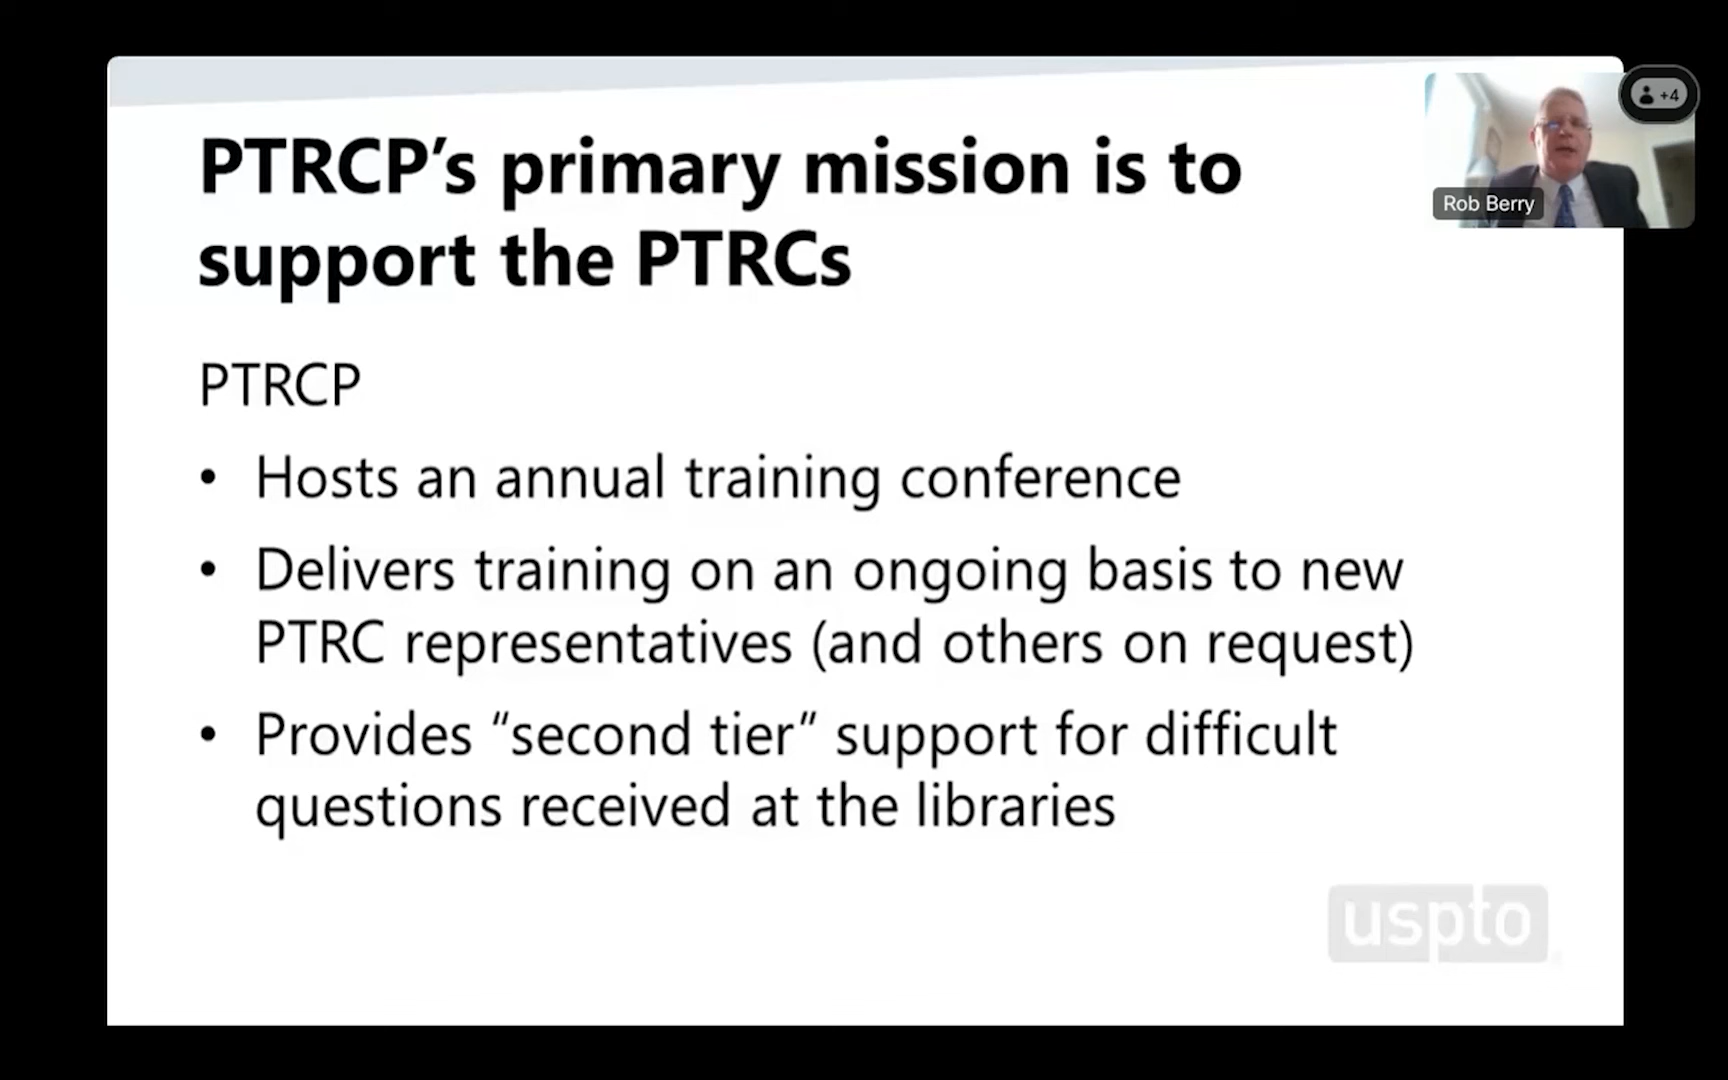 PTRCP’s primary mission is to
support the PTRCs
+4
Rob Berry
PTRCP
• Hosts an annual training conference
• Delivers training on an ongoing basis to new
PTRC representatives (and others on request)
• Provides “second tier” support for difficult
questions received at the libraries
uspto